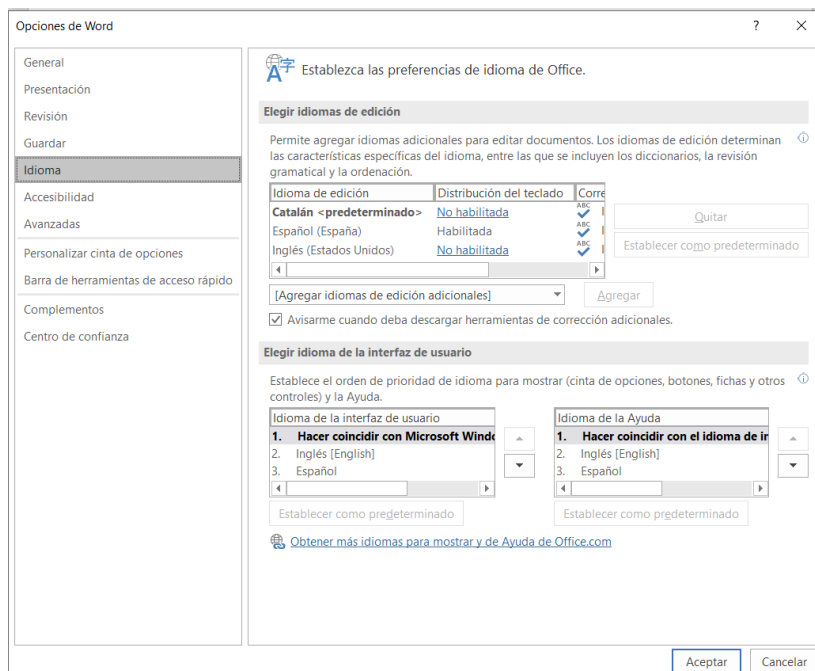 Opciones de Word
?
General
Presentación
Revisión
Guardar
Idioma
Accesibilidad
Avanzadas
Personalizar cinta de opciones
Barra de herramientas de acceso rápido
Complementos
Centro de confianza
Establezca las preferencias de idioma de Office.
Elegir idiomas de edición
Permite agregar idiomas adicionales para editar documentos. Los idiomas de edición determinan
las características específicas del idioma, entre las que se incluyen los diccionarios, la revisión
gramatical y la ordenación.
Idioma de edición Distribución del teclado Corre
Catalán <predeterminado> No habilitada ABC
Español (España) Habilitada ABC
Inglés (Estados Unidos) No habilitada ABC
Quitar
Establecer como predeterminado
[Agregar idiomas de edición adicionales] Agregar
Avisarme cuando deba descargar herramientas de corrección adicionales.
Elegir idioma de la interfaz de usuario
Establece el orden de prioridad de idioma para mostrar (cinta de opciones, botones, fichas y otros
controles) y la Ayuda.
Idioma de la interfaz de usuario
1. Hacer coincidir con Microsoft Windo
2. Inglés [English]
3. Español
Establecer como predeterminado
Idioma de la Ayuda
1. Hacer coincidir con el idioma de in
2. Inglés [English]
3. Español
Establecer como predeterminado
Obtener más idiomas para mostrar y de Ayuda de Office.com
Aceptar Cancelar